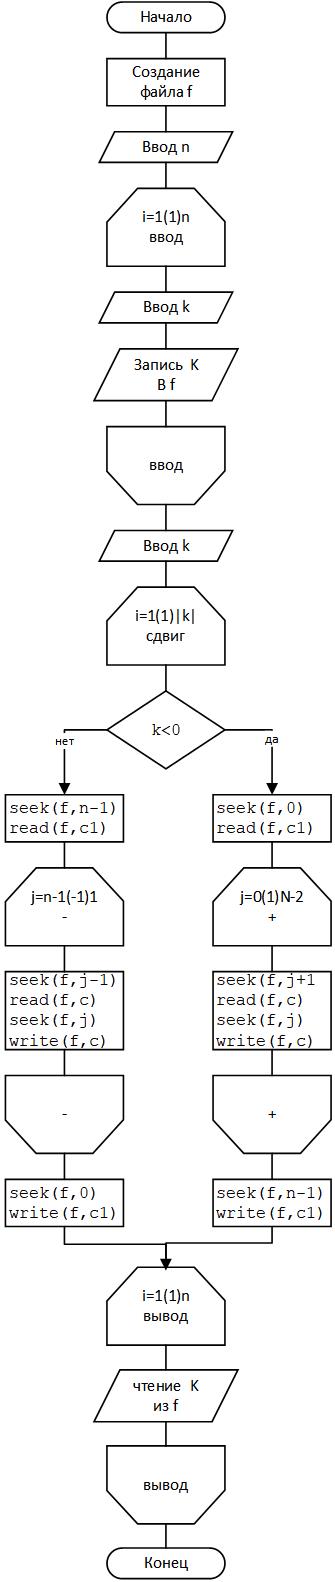 Начало
Создание
файла f
Ввод n
i=1(1)n
ввод
Ввод k
Запись K
В f
ввод
Ввод k
i=1(1)|k|
сдвиг
k<0
нет
да
seek(f,n-1)
read(f,c1)
j=n-1(-1)1
-
seek(f,j-1)
read(f,c)
seek(f,j)
write(f,c)
-
seek(f,0)
write(f,c1)
seek(f,0)
read(f,c1)
j=0(1)N-2
+
seek(f,j+1
read(f,c)
seek(f,j)
write(f,c)
+
seek(f,n-1)
write(f,c1)
i=1(1)n
вывод
чтение K
из f
вывод
Конец